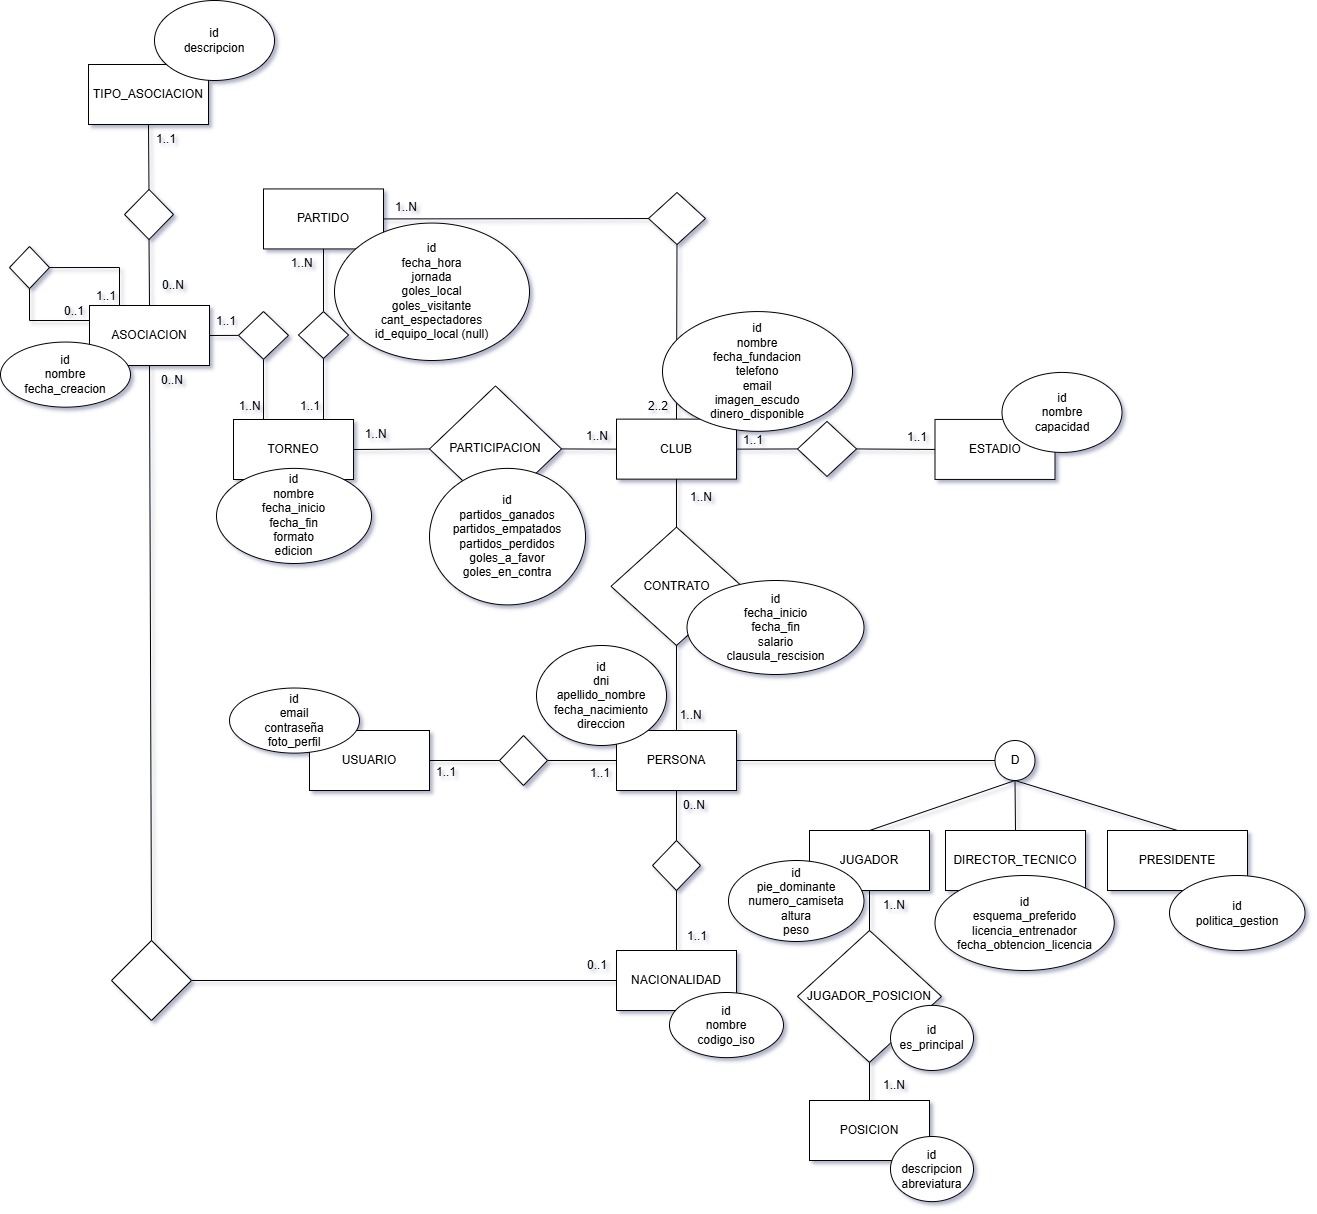 id
descripcion
TIPO_ASOCIACION
1..1
0..N
1..1
0..1
ASOCIACION
id
nombre
fecha_creacion
1..1
0..N
1..N
PARTIDO
1..N
1..N
id
fecha_hora
jornada
goles_local
goles_visitante
cant_espectadores
id_equipo_local (null)
1..1
TORNEO
id
nombre
fecha_inicio
fecha_fin
formato
edicion
1..N
PARTICIPACION
id
partidos_ganados
partidos_empatados
partidos_perdidos
goles_a_favor
goles_en_contra
1..N
2..2
CLUB
id
nombre
fecha_fundacion
telefono
email
imagen_escudo
dinero_disponible
1..1
1..1
ESTADIO
id
nombre
capacidad
1..N
CONTRATO
id
fecha_inicio
fecha_fin
salario
clausula_rescision
1..N
id
dni
apellido_nombre
fecha_nacimiento
direccion
PERSONA
1..1
1..1
USUARIO
id
email
contraseña
foto_perfil
0..N
1..1
0..1
NACIONALIDAD
id
nombre
codigo_iso
D
JUGADOR
id
pie_dominante
numero_camiseta
altura
peso
DIRECTOR_TECNICO
id
esquema_preferido
licencia_entrenador
fecha_obtencion_licencia
PRESIDENTE
id
politica_gestion
1..N
JUGADOR_POSICION
id
es_principal
1..N
POSICION
id
descripcion
abreviatura